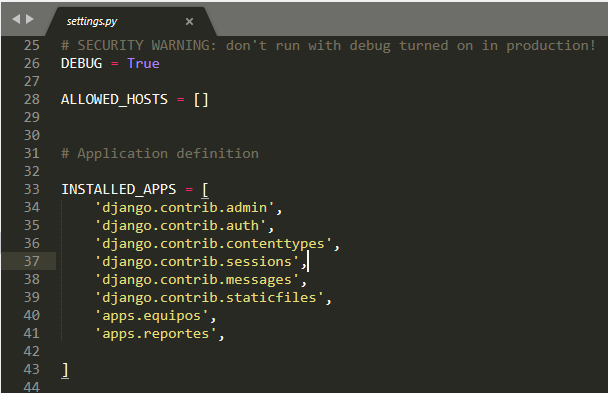 settings.py ×
25 # SECURITY WARNING: don't run with debug turned on in production!
26 DEBUG = True
27
28 ALLOWED_HOSTS = []
29
30
31 # Application definition
32
33 INSTALLED_APPS = [
34     'django.contrib.admin',
35     'django.contrib.auth',
36     'django.contrib.contenttypes',
37     'django.contrib.sessions',
38     'django.contrib.messages',
39     'django.contrib.staticfiles',
40     'apps.equipos',
41     'apps.reportes',
42
43 ]
44